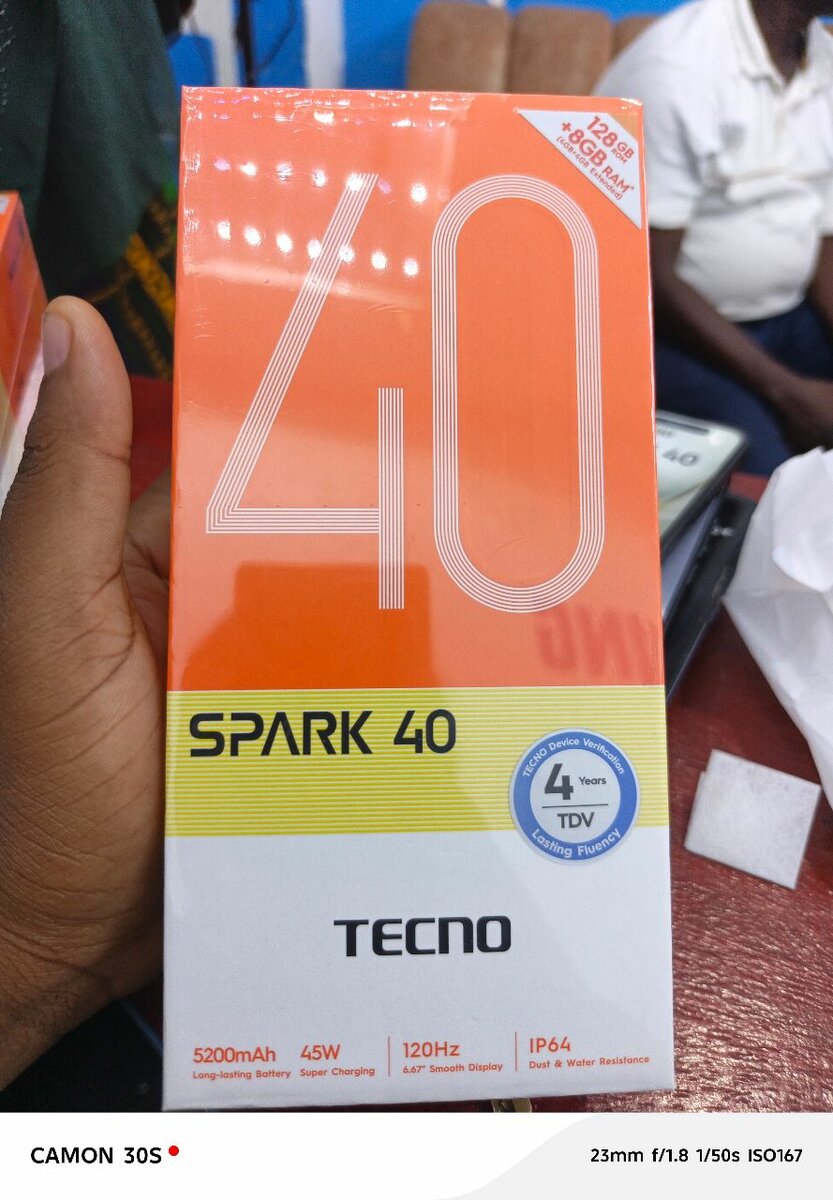 128GB ROM
+8GB RAM*
(4GB+4GB Extended)
40
SPARK 40
TECNO Device Verification
4 Years
TDV
Lasting Fluency
TECNO
5200mAh
Long-lasting Battery
45W
Super Charging
120Hz
6.67" Smooth Display
IP64
Dust & Water Resistance
40
CAMON 30S
23mm f/1.8 1/50s ISO167